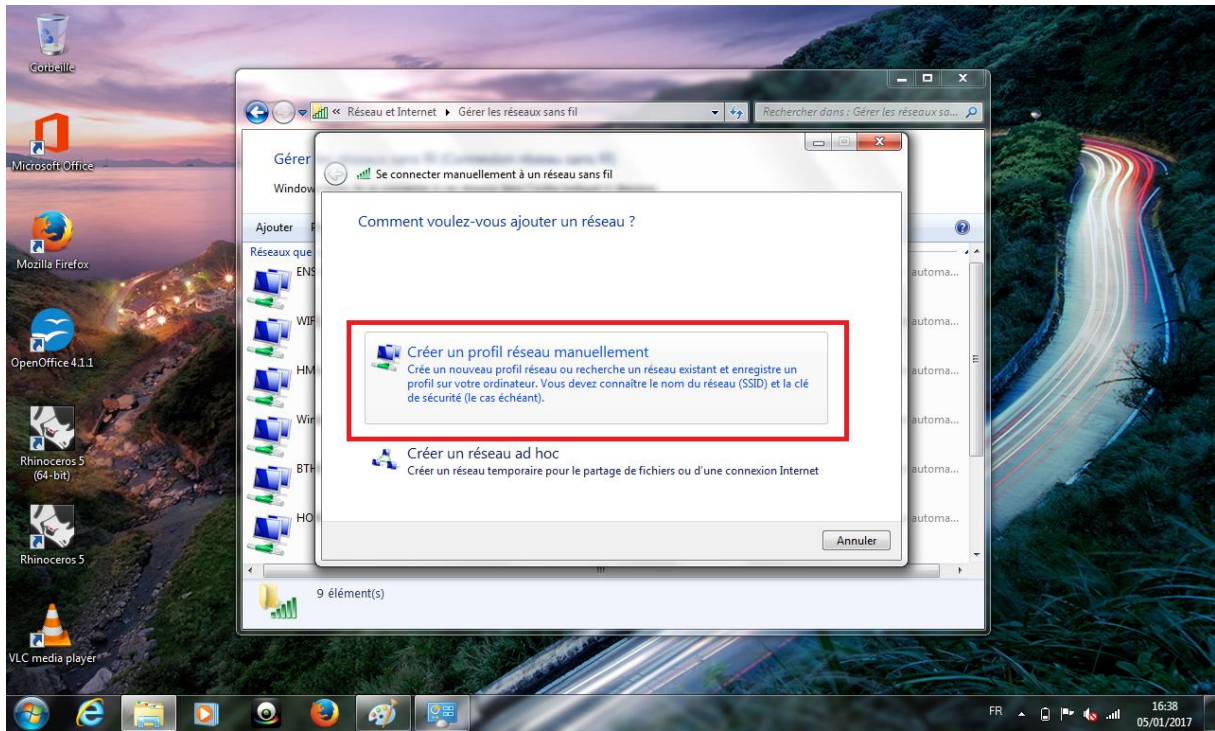 Corbeille
Microsoft Office
Mozilla Firefox
OpenOffice 4.1.1
Rhinoceros 5
(64-bit)
Rhinoceros 5
VLC media player
« Réseau et Internet ▸ Gérer les réseaux sans fil
Rechercher dans : Gérer les réseaux sa...
Gérer
Window
Ajouter
Réseaux que
ENS
automa...
WIF
automa...
HM
automa...
Win
automa...
BTH
automa...
HO
automa...
9 élément(s)
Se connecter manuellement à un réseau sans fil
Comment voulez-vous ajouter un réseau ?
Créer un profil réseau manuellement
Crée un nouveau profil réseau ou recherche un réseau existant et enregistre un
profil sur votre ordinateur. Vous devez connaître le nom du réseau (SSID) et la clé
de sécurité (le cas échéant).
Créer un réseau ad hoc
Créer un réseau temporaire pour le partage de fichiers ou d'une connexion Internet
Annuler
FR
16:38
05/01/2017